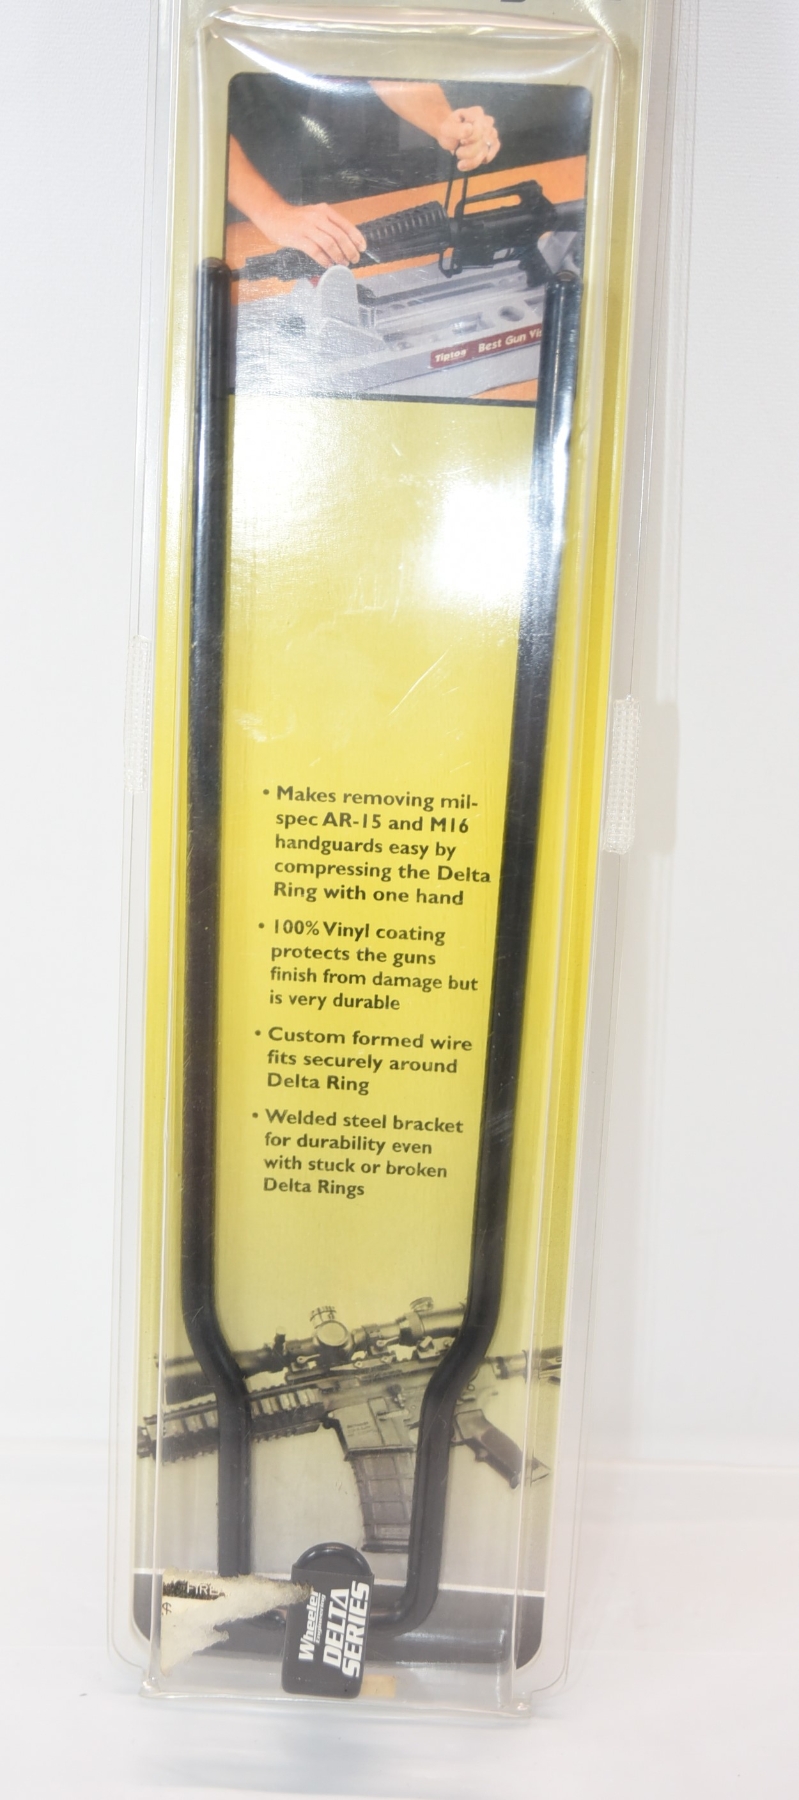 Tipton Best Gun Vis
• Makes removing mil-
spec AR-15 and M16
handguards easy by
compressing the Delta
Ring with one hand
• 100% Vinyl coating
protects the guns
finish from damage but
is very durable
• Custom formed wire
fits securely around
Delta Ring
• Welded steel bracket
for durability even
with stuck or broken
Delta Rings
FIRE
Wheeler
Engineering
DELTA
SERIES